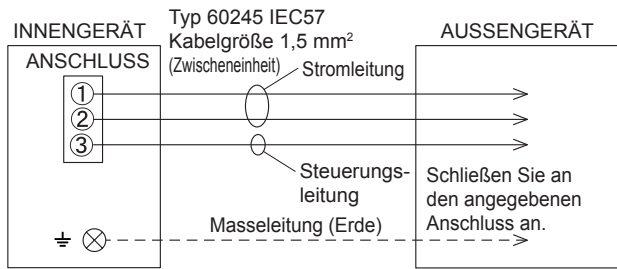 INNENGERÄT
Typ 60245 IEC57
Kabelgröße 1,5 mm²
(Zwischeneinheit)
AUSSENGERÄT
ANSCHLUSS
Stromleitung
①
②
③
Steuerungs-
leitung
Schließen Sie an
den angegebenen
Anschluss an.
Masseleitung (Erde)